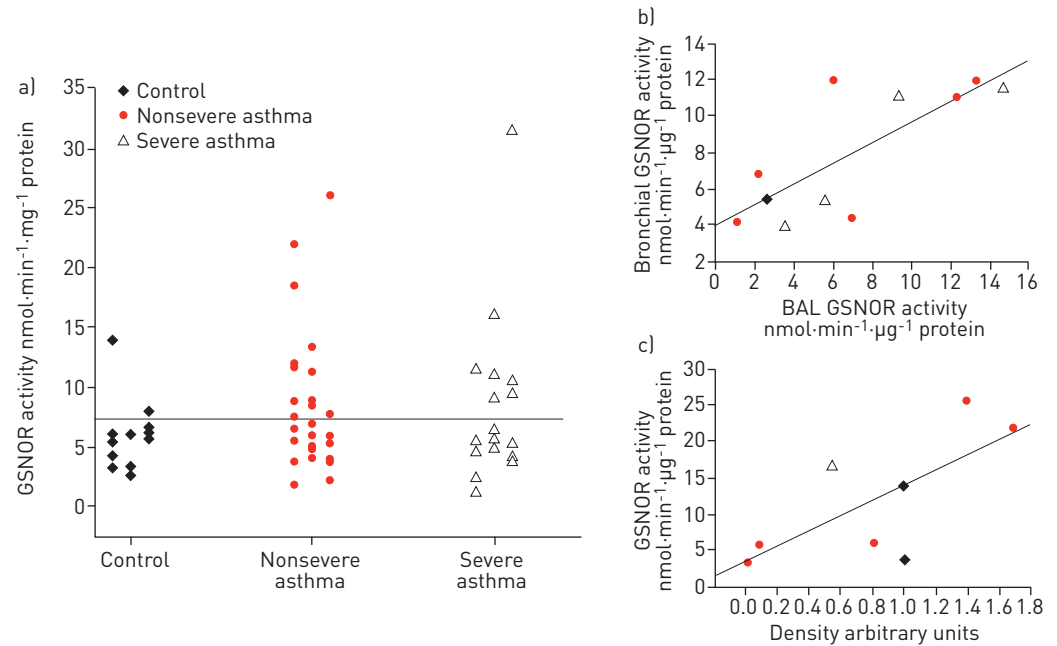 a)
GSNOR activity nmol·min⁻¹·mg⁻¹ protein
35
30
25
20
15
10
5
0
Control
Nonsevere asthma
Severe asthma
Control
Nonsevere
asthma
Severe
asthma
b)
Bronchial GSNOR activity
nmol·min⁻¹·µg⁻¹ protein
14
12
10
8
6
4
2
0 2 4 6 8 10 12 14 16
BAL GSNOR activity
nmol·min⁻¹·µg⁻¹ protein
c)
GSNOR activity
nmol·min⁻¹·µg⁻¹ protein
30
25
20
15
10
5
0
0.0 0.2 0.4 0.6 0.8 1.0 1.2 1.4 1.6 1.8
Density arbitrary units